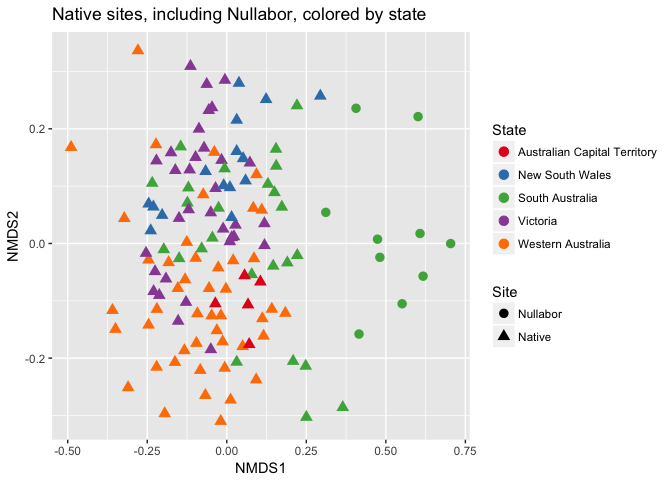 Native sites, including Nullabor, colored by state
NMDS2
0.2
0.0
-0.2
-0.50
-0.25
0.00
0.25
0.50
0.75
NMDS1
State
Australian Capital Territory
New South Wales
South Australia
Victoria
Western Australia
Site
Nullabor
Native